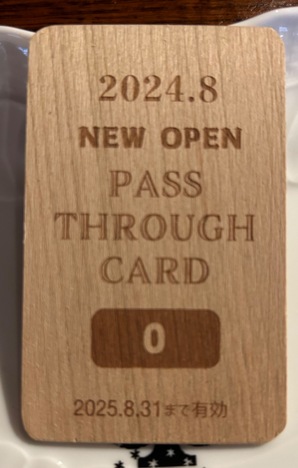 2024.8
NEW OPEN
PASS
THROUGH
CARD
0
2025.8.31まで有効